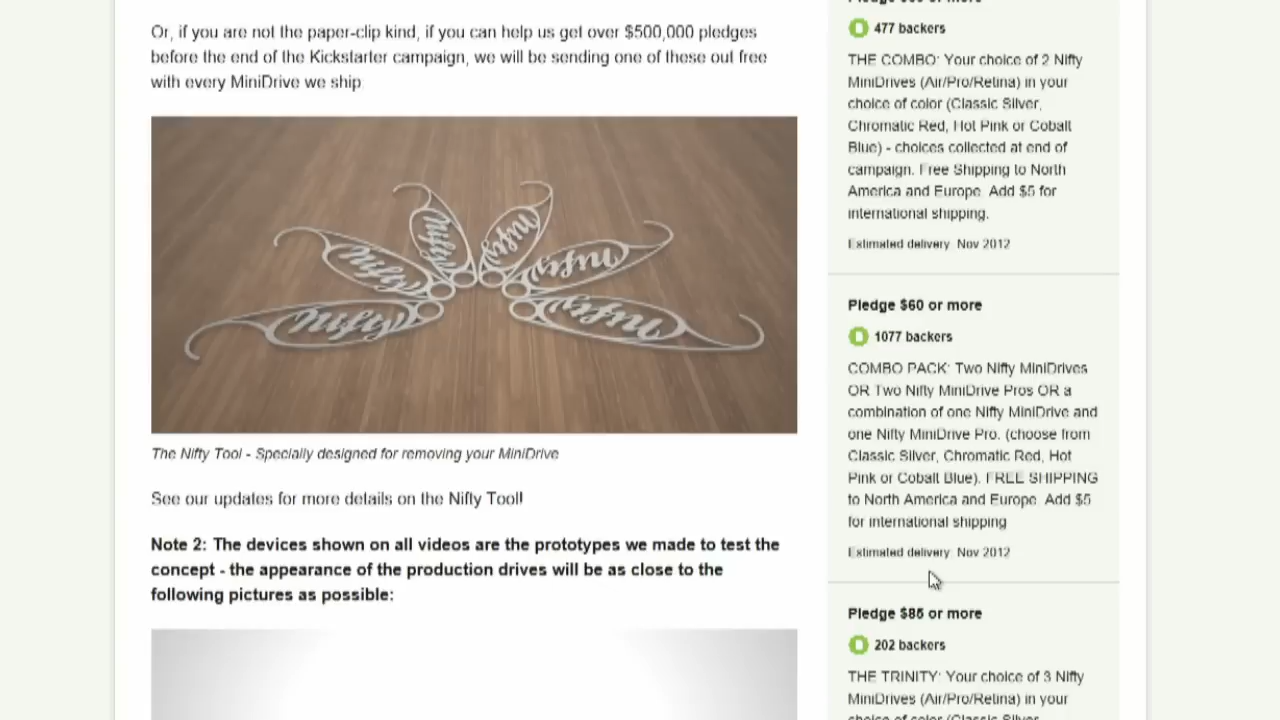 Or, if you are not the paper-clip kind, if you can help us get over $500,000 pledges
before the end of the Kickstarter campaign, we will be sending one of these out free
with every MiniDrive we ship
Nifty
Nifty
Nifty
Nifty
Nifty
Nifty
The Nifty Tool - Specially designed for removing your MiniDrive
See our updates for more details on the Nifty Tool!
Note 2: The devices shown on all videos are the prototypes we made to test the
concept - the appearance of the production drives will be as close to the
following pictures as possible:
477 backers
THE COMBO: Your choice of 2 Nifty
MiniDrives (Air/Pro/Retina) in your
choice of color (Classic Silver,
Chromatic Red, Hot Pink or Cobalt
Blue) - choices collected at end of
campaign. Free Shipping to North
America and Europe Add $5 for
international shipping.
Estimated delivery Nov 2012
Pledge $60 or more
1077 backers
COMBO PACK: Two Nifty MiniDrives
OR Two Nifty MiniDrive Pros OR a
combination of one Nifty MiniDrive and
one Nifty MiniDrive Pro. (choose from
Classic Silver, Chromatic Red, Hot
Pink or Cobalt Blue). FREE SHIPPING
to North America and Europe Add $5
for international shipping
Estimated delivery Nov 2012
Pledge $85 or more
202 backers
THE TRINITY: Your choice of 3 Nifty
MiniDrives (Air/Pro/Retina) in your
choice of color (Classic Silver,